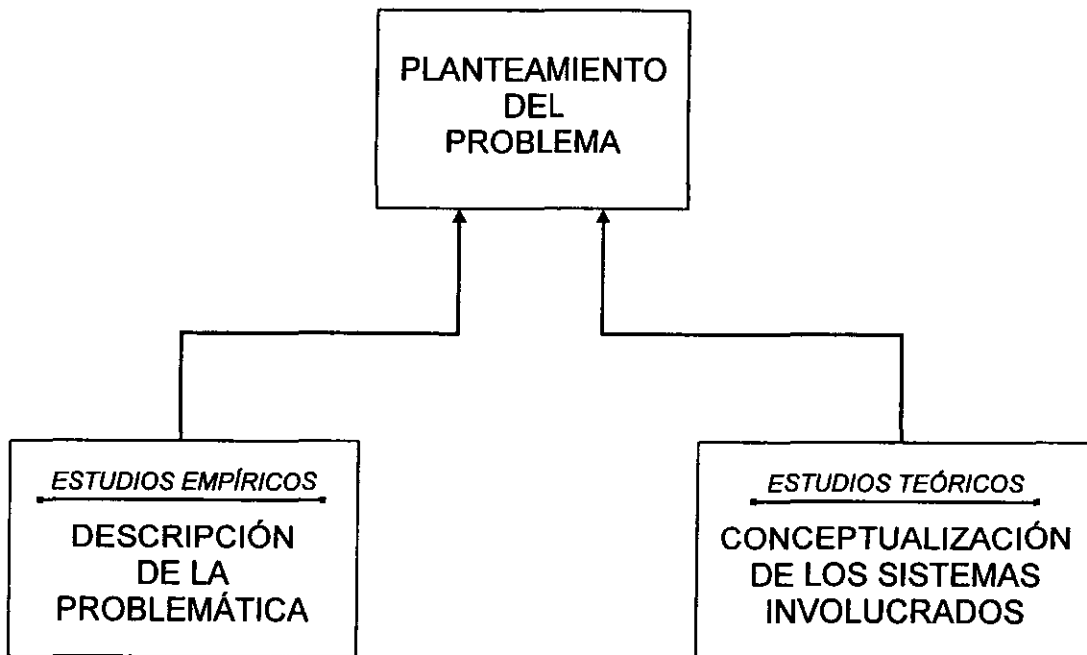 PLANTEAMIENTO
DEL
PROBLEMA
ESTUDIOS EMPÍRICOS
DESCRIPCIÓN
DE LA
PROBLEMÁTICA
ESTUDIOS TEÓRICOS
CONCEPTUALIZACIÓN
DE LOS SISTEMAS
INVOLUCRADOS